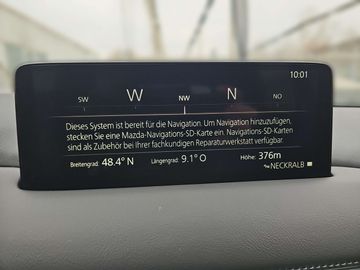 10:01
SW W NW N NO
Dieses System ist bereit für die Navigation. Um Navigation hinzuzufügen,
stecken Sie eine Mazda-Navigations-SD-Karte ein. Navigations-SD-Karten
sind als Zubehör bei Ihrer fachkundigen Reparaturwerkstatt verfügbar.
Breitengrad: 48.4° N Längengrad: 9.1° O Höhe: 376m
NECKRALB